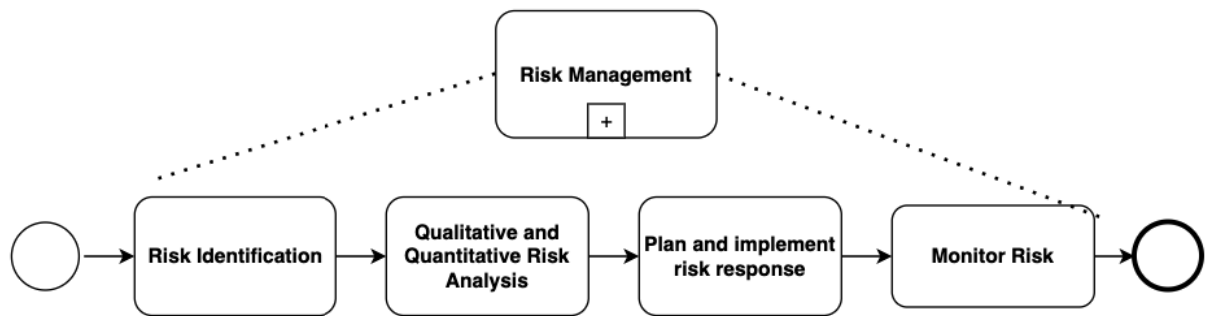 Risk Management
+
Risk Identification
Qualitative and
Quantitative Risk
Analysis
Plan and implement
risk response
Monitor Risk